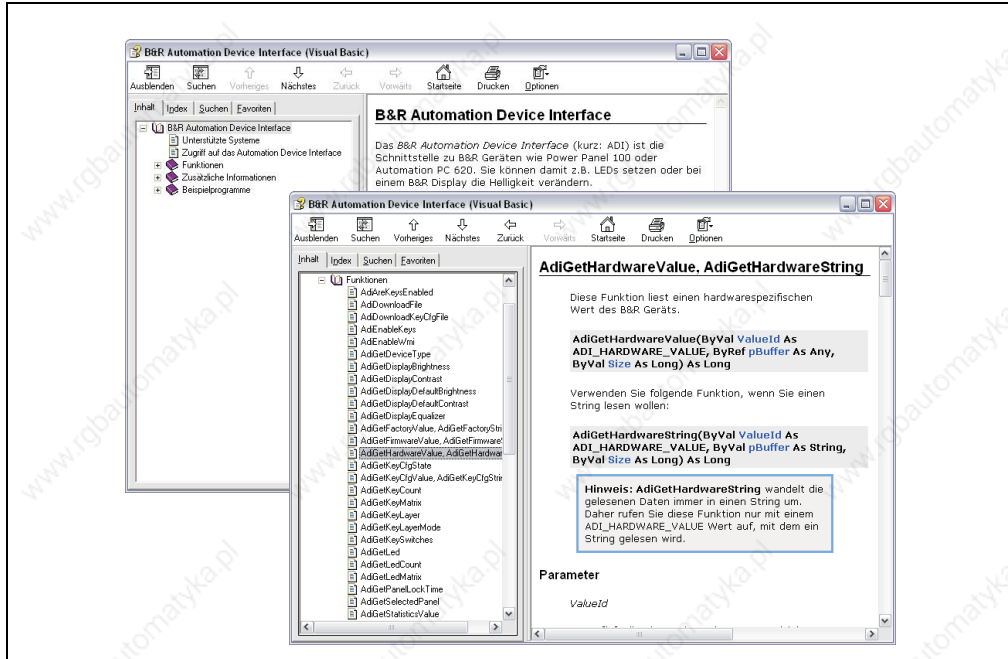 B&R Automation Device Interface (Visual Basic)
Ausblenden Suchen Vorheriges Nächstes Zurück Vorwärts Startseite Drucken Optionen
Inhalt Index Suchen Favoriten
B&R Automation Device Interface
Unterstützte Systeme
Zugriff auf das Automation Device Interface
Funktionen
Zusätzliche Informationen
Beispielprogramme
B&R Automation Device Interface
Das B&R Automation Device Interface (kurz: ADI) ist die
Schnittstelle zu B&R Geräten wie Power Panel 100 oder
Automation PC 620. Sie können damit z.B. LEDs setzen oder bei
einem B&R Display die Helligkeit verändern.
B&R Automation Device Interface (Visual Basic)
Ausblenden Suchen Vorheriges Nächstes Zurück Vorwärts Startseite Drucken Optionen
Inhalt Index Suchen Favoriten
Funktionen
AdiAreKeysEnabled
AdiDownloadFile
AdiDownloadKeyCfgFile
AdiEnableKeys
AdiEnableWmi
AdiGetDeviceType
AdiGetDisplayBrightness
AdiGetDisplayContrast
AdiGetDisplayDefaultBrightness
AdiGetDisplayDefaultContrast
AdiGetDisplayEqualizer
AdiGetFactoryValue, AdiGetFactoryStri
AdiGetFirmwareValue, AdiGetFirmwareS
AdiGetHardwareValue, AdiGetHardwar
AdiGetKeyCfgState
AdiGetKeyCfgValue, AdiGetKeyCfgStrin
AdiGetKeyCount
AdiGetKeyMatrix
AdiGetKeyLayer
AdiGetKeyLayerMode
AdiGetKeySwitches
AdiGetLed
AdiGetLedCount
AdiGetLedMatrix
AdiGetPanelLockTime
AdiGetSelectedPanel
AdiGetStatisticsValue
AdiGetHardwareValue, AdiGetHardwareString
Diese Funktion liest einen hardwarespezifischen
Wert des B&R Geräts.
AdiGetHardwareValue(ByVal ValueId As
ADI_HARDWARE_VALUE, ByRef pBuffer As Any,
ByVal Size As Long) As Long
Verwenden Sie folgende Funktion, wenn Sie einen
String lesen wollen:
AdiGetHardwareString(ByVal ValueId As
ADI_HARDWARE_VALUE, ByVal pBuffer As String,
ByVal Size As Long) As Long
Hinweis: AdiGetHardwareString wandelt die
gelesenen Daten immer in einen String um.
Daher rufen Sie diese Funktion nur mit einem
ADI_HARDWARE_VALUE Wert auf, mit dem ein
String gelesen wird.
Parameter
ValueId
www.rgbautomatyka.pl